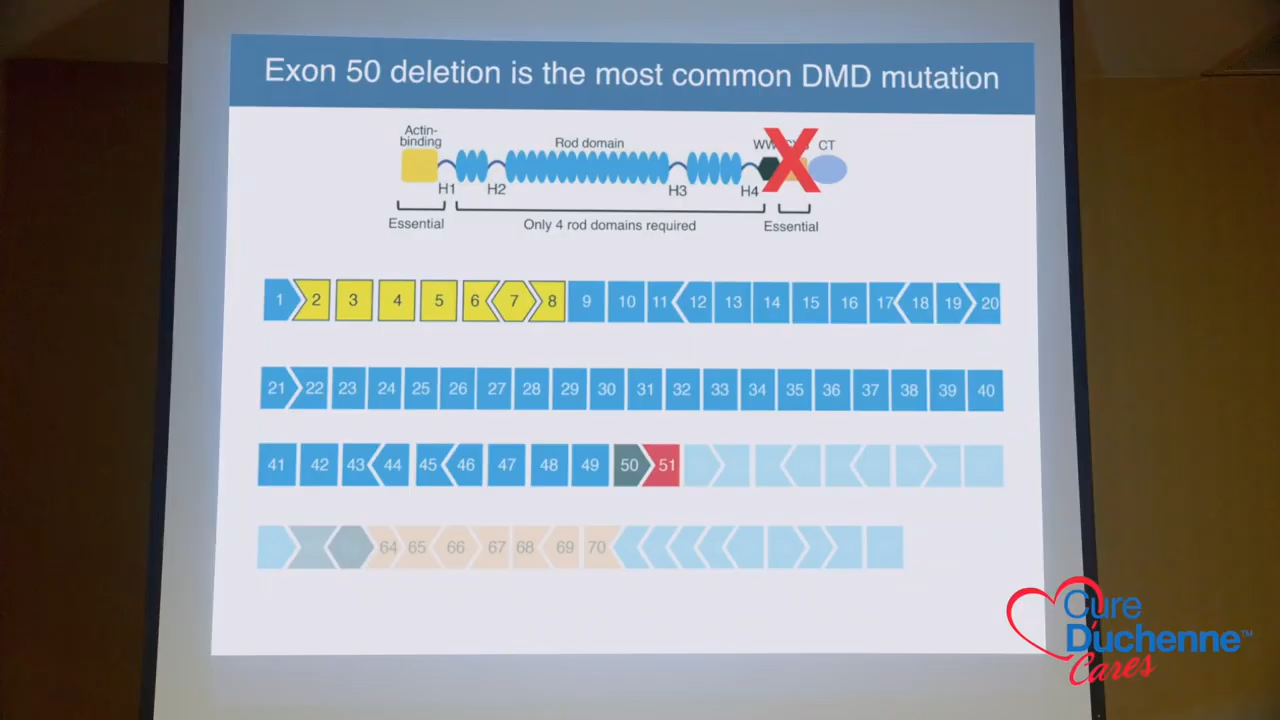 Exon 50 deletion is the most common DMD mutation
Actin-
binding
Rod domain
WW
CT
H1
H2
H3
H4
Essential
Only 4 rod domains required
Essential
1 2 3 4 5 6 7 8 9 10 11 12 13 14 15 16 17 18 19 20
21 22 23 24 25 26 27 28 29 30 31 32 33 34 35 36 37 38 39 40
41 42 43 44 45 46 47 48 49 50 51
64 65 66 67 68 69 70
Cure
Duchenne™
Cares